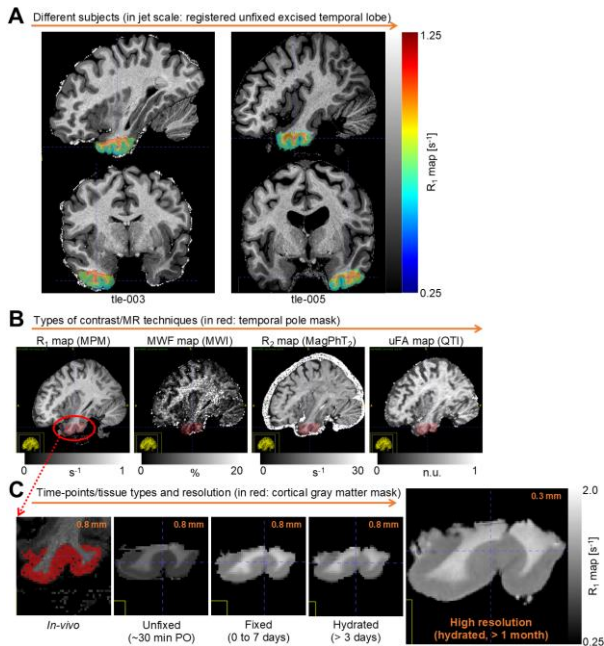 A
Different subjects (in jet scale: registered unfixed excised temporal lobe)
1.25
R₁ map [s⁻¹]
0.25
tle-003
tle-005
B
Types of contrast/MR techniques (in red: temporal pole mask)
R₁ map (MPM)
MWF map (MWI)
R₂ map (MagPhT₂)
uFA map (QTI)
0 s⁻¹ 1
0 % 20
0 s⁻¹ 30
0 n.u. 1
C
Time-points/tissue types and resolution (in red: cortical gray matter mask)
0.8 mm
0.8 mm
0.8 mm
0.8 mm
0.3 mm
2.0
R₁ map [s⁻¹]
0.25
In-vivo
Unfixed
(~30 min PO)
Fixed
(0 to 7 days)
Hydrated
(> 3 days)
High resolution
(hydrated, > 1 month)